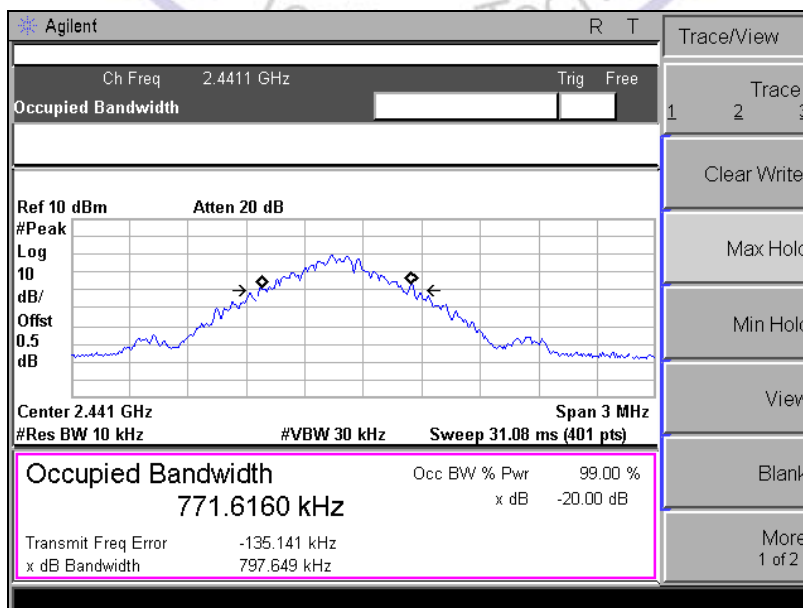 Agilent R T
Trace/View
Ch Freq 2.4411 GHz Trig Free
Occupied Bandwidth
Trace
1 2
Clear Write
Ref 10 dBm Atten 20 dB
#Peak
Log
10
dB/
Offst
0.5
dB
Max Hold
Min Hold
View
Blank
More
1 of 2
Center 2.441 GHz Span 3 MHz
#Res BW 10 kHz #VBW 30 kHz Sweep 31.08 ms (401 pts)
Occupied Bandwidth
771.6160 kHz
Occ BW % Pwr 99.00 %
x dB -20.00 dB
Transmit Freq Error -135.141 kHz
x dB Bandwidth 797.649 kHz